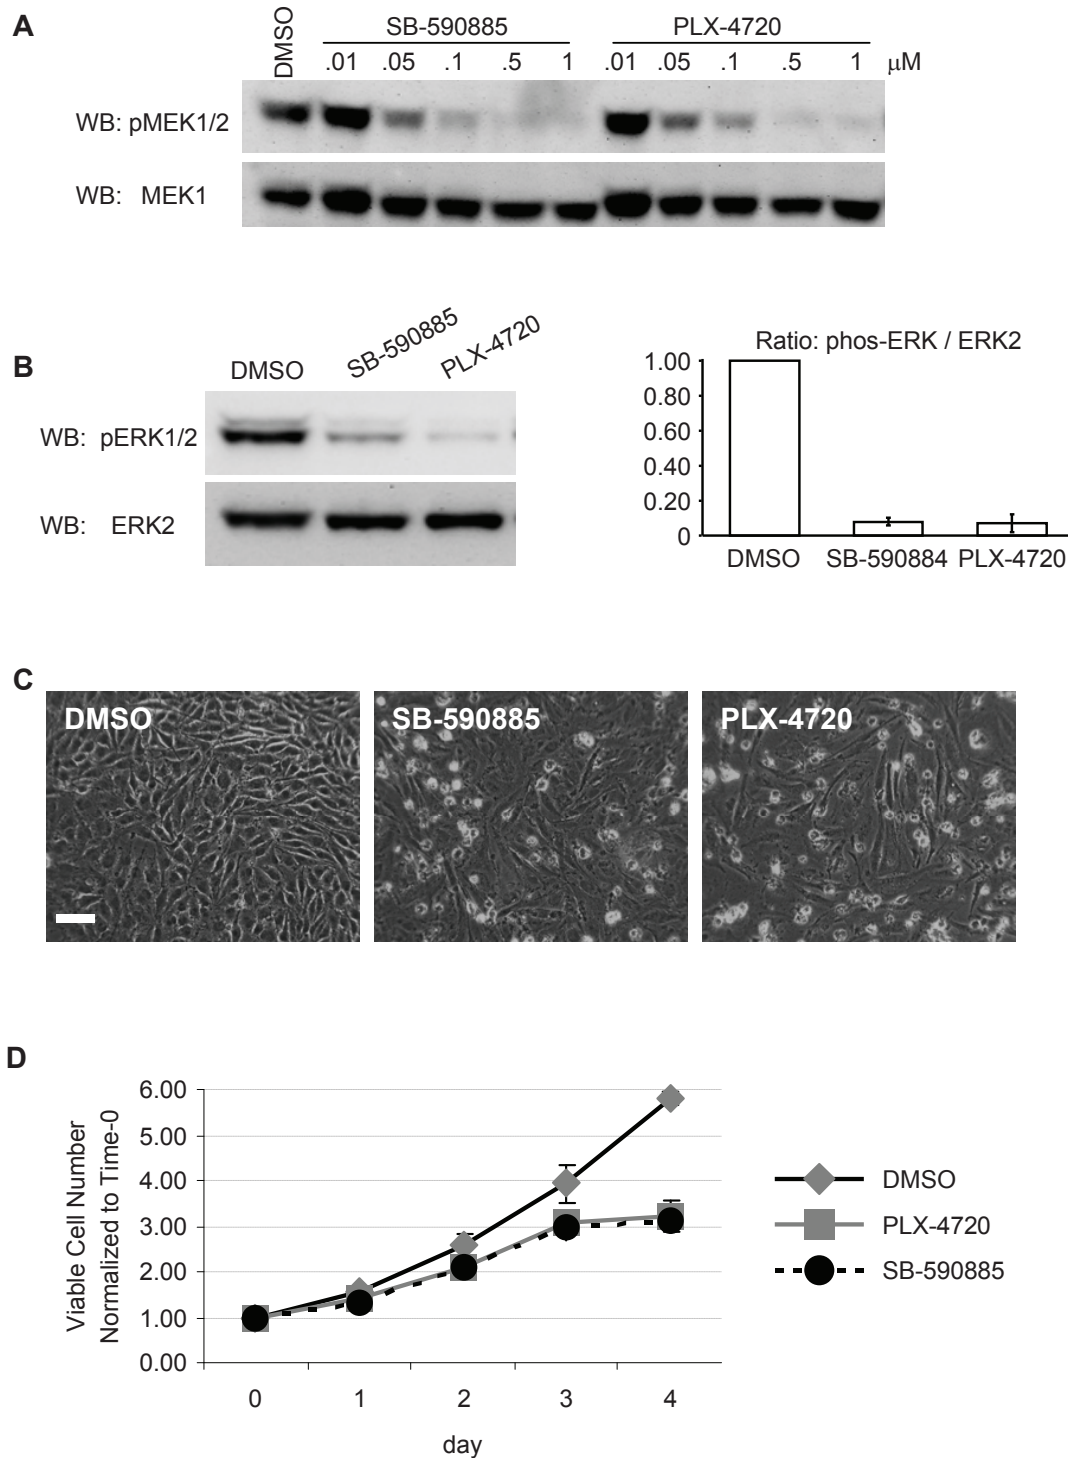 A
DMSO
SB-590885
PLX-4720
.01 .05 .1 .5 1 .01 .05 .1 .5 1 μM
WB: pMEK1/2
WB: MEK1
B
DMSO SB-590885 PLX-4720
WB: pERK1/2
WB: ERK2
Ratio: phos-ERK / ERK2
1.00
0.80
0.60
0.40
0.20
0
DMSO SB-590884 PLX-4720
C
DMSO SB-590885 PLX-4720
D
Viable Cell Number
Normalized to Time-0
6.00
5.00
4.00
3.00
2.00
1.00
0.00
0 1 2 3 4
day
DMSO
PLX-4720
SB-590885